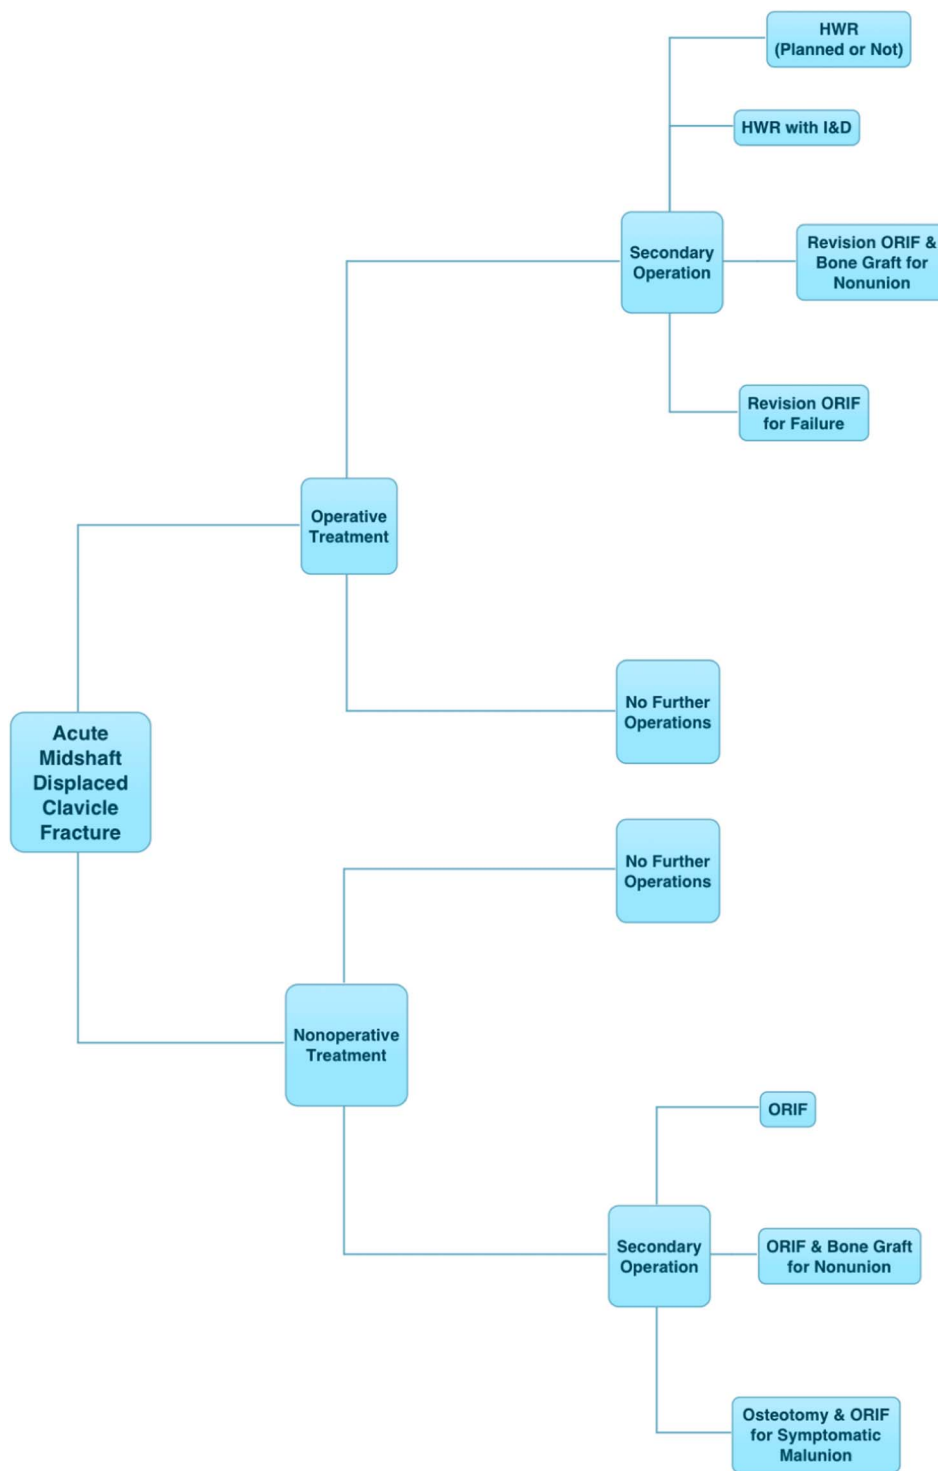 HWR
(Planned or Not)
HWR with I&D
Secondary
Operation
Revision ORIF &
Bone Graft for
Nonunion
Revision ORIF
for Failure
Operative
Treatment
No Further
Operations
Acute
Midshaft
Displaced
Clavicle
Fracture
No Further
Operations
Nonoperative
Treatment
ORIF
Secondary
Operation
ORIF & Bone Graft
for Nonunion
Osteotomy & ORIF
for Symptomatic
Malunion